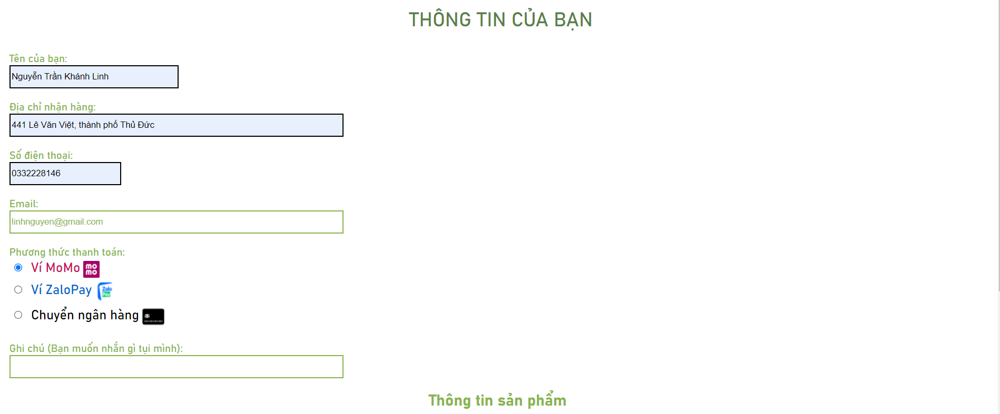 THÔNG TIN CỦA BẠN
Tên của bạn:
Nguyễn Trần Khánh Linh
Địa chỉ nhận hàng:
441 Lê Văn Việt, thành phố Thủ Đức
Số điện thoại:
0332228146
Email:
linhnguyen@gmail.com
Phương thức thanh toán:
Ví MoMo mo mo
Ví ZaloPay Zalo Pay
Chuyển ngân hàng
Ghi chú (Bạn muốn nhắn gì tụi mình):
Thông tin sản phẩm